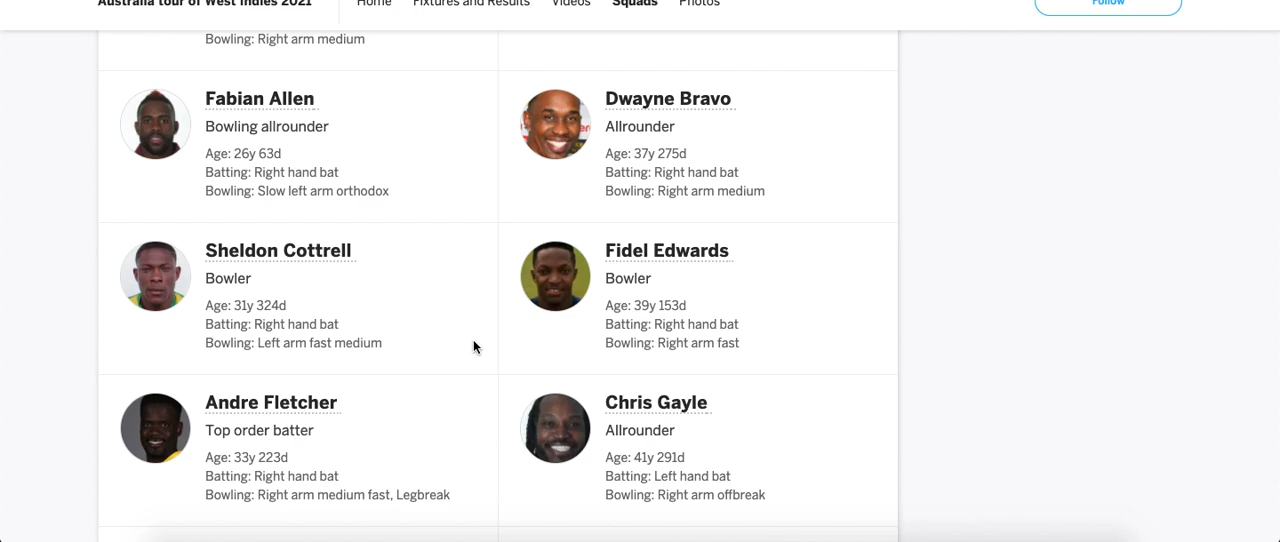 Australia tour of West Indies 2021
Home
Fixtures and Results
Videos
Squads
Photos
Follow
Bowling: Right arm medium
Fabian Allen
Bowling allrounder
Age: 26y 63d
Batting: Right hand bat
Bowling: Slow left arm orthodox
Dwayne Bravo
Allrounder
Age: 37y 275d
Batting: Right hand bat
Bowling: Right arm medium
Sheldon Cottrell
Bowler
Age: 31y 324d
Batting: Right hand bat
Bowling: Left arm fast medium
Fidel Edwards
Bowler
Age: 39y 153d
Batting: Right hand bat
Bowling: Right arm fast
Andre Fletcher
Top order batter
Age: 33y 223d
Batting: Right hand bat
Bowling: Right arm medium fast, Legbreak
Chris Gayle
Allrounder
Age: 41y 291d
Batting: Left hand bat
Bowling: Right arm offbreak